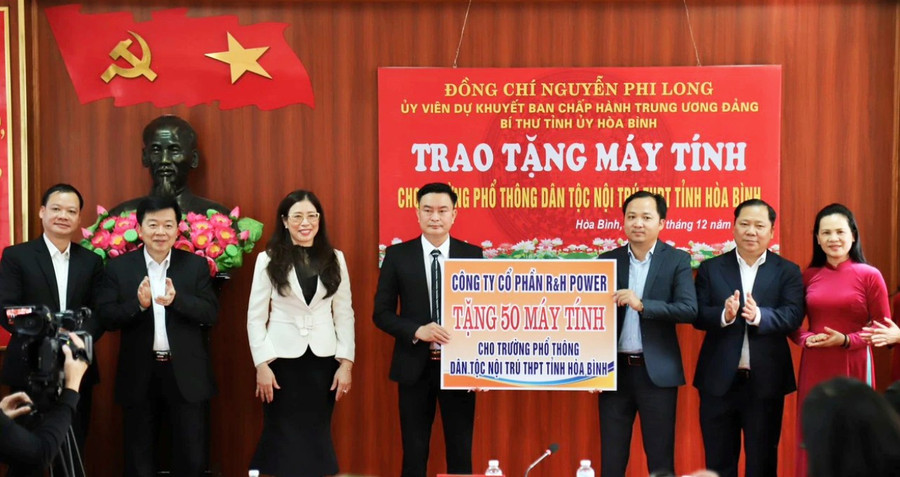 ĐỒNG CHÍ NGUYỄN PHI LONG
ỦY VIÊN DỰ KHUYẾT BAN CHẤP HÀNH TRUNG ƯƠNG ĐẢNG
BÍ THƯ TỈNH ỦY HÒA BÌNH
TRAO TẶNG MÁY TÍNH
CHO PHỔ THÔNG DÂN TỘC NỘI TRÚ THPT TỈNH HÒA BÌNH
Hòa Bình, tháng 12 năm
CÔNG TY CỔ PHẦN R&H POWER
TẶNG 50 MÁY TÍNH
CHO TRƯỜNG PHỔ THÔNG
DÂN TỘC NỘI TRÚ THPT TỈNH HÒA BÌNH